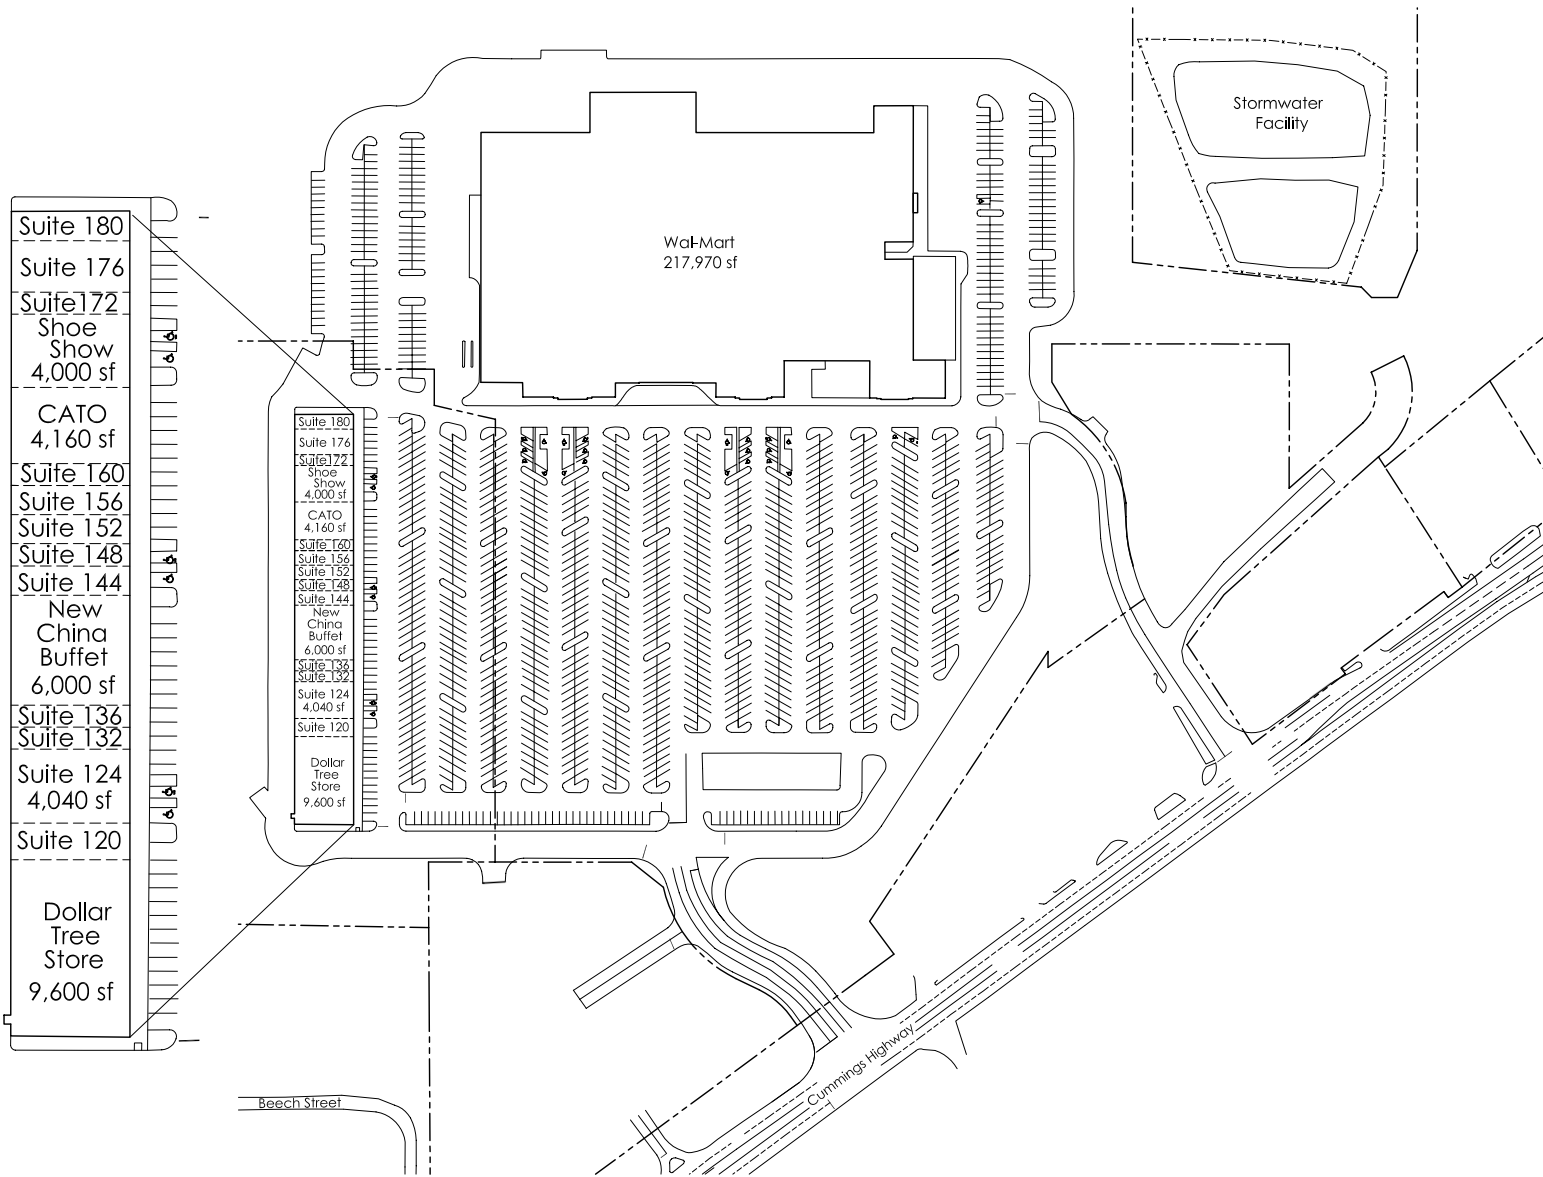 Stormwater
Facility
Wal-Mart
217,970 sf
Suite 180
Suite 176
Suite172
Shoe
Show
4,000 sf
CATO
4,160 sf
Suite 160
Suite 156
Suite 152
Suite 148
Suite 144
New
China
Buffet
6,000 sf
Suite 136
Suite 132
Suite 124
4,040 sf
Suite 120
Dollar
Tree
Store
9,600 sf
Suite 180
Suite 176
Suite172
Shoe
Show
4,000 sf
CATO
4,160 sf
Suite 160
Suite 156
Suite 152
Suite 148
Suite 144
New
China
Buffet
6,000 sf
Suite 136
Suite 132
Suite 124
4,040 sf
Suite 120
Dollar
Tree
Store
9,600 sf
Cummings Highway
Beech Street